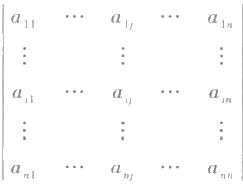 | a₁₁ ⋯ a₁ⱼ ⋯ a₁ₙ |
| ⋮ ⋮ ⋮ |
| aᵢ₁ ⋯ aᵢⱼ ⋯ aᵢₙ |
| ⋮ ⋮ ⋮ |
| aₙ₁ ⋯ aₙⱼ ⋯ aₙₙ |